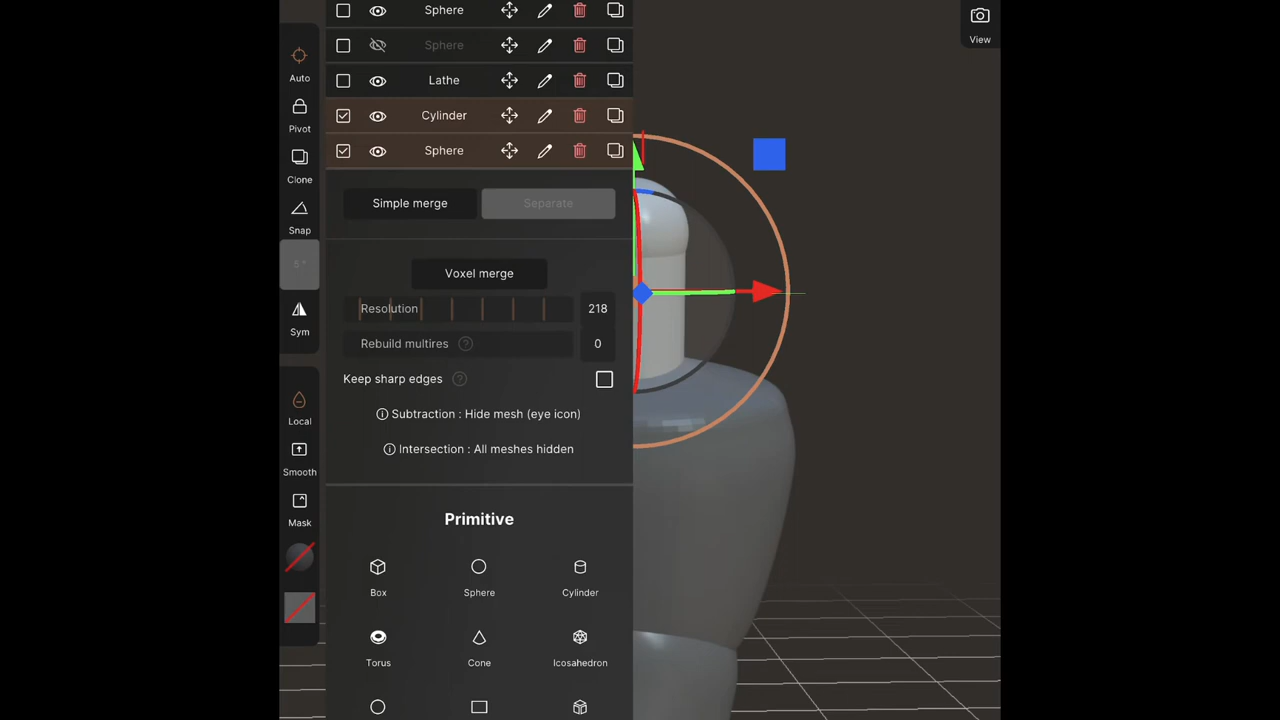 Sphere
View
Sphere
Auto
Lathe
Cylinder
Pivot
Sphere
Clone
Simple merge
Seperate
Snap
5°
Voxel merge
Resolution
218
Sym
Rebuild multires ?
0
Keep sharp edges ?
Subtraction : Hide mesh (eye icon)
Local
Intersection : All meshes hidden
Smooth
Mask
Primitive
Box
Sphere
Cylinder
Torus
Cone
Icosahedron